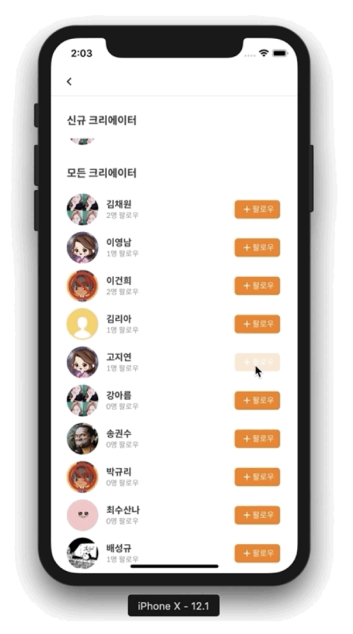 2:03
신규 크리에이터
모든 크리에이터
김채원
2명 팔로우
+ 팔로우
이영남
1명 팔로우
+ 팔로우
이건희
2명 팔로우
+ 팔로우
김리아
1명 팔로우
+ 팔로우
고지연
1명 팔로우
+ 팔로우
강아름
0명 팔로우
+ 팔로우
송권수
0명 팔로우
+ 팔로우
박규리
0명 팔로우
+ 팔로우
최수산나
0명 팔로우
+ 팔로우
배성규
1명 팔로우
+ 팔로우
iPhone X - 12.1